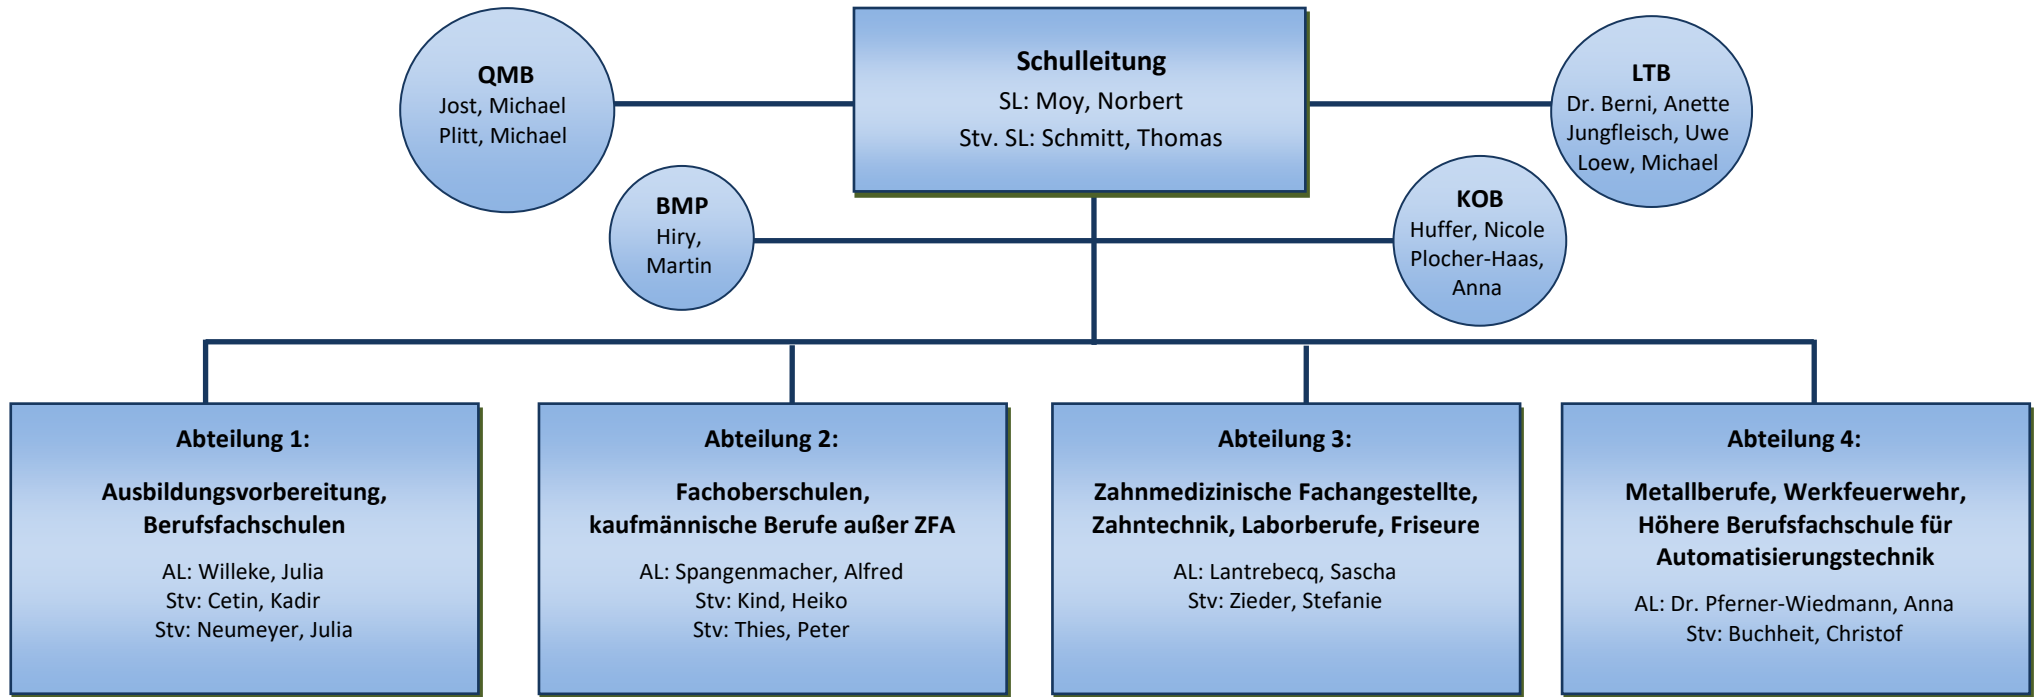 QMB
Jost, Michael
Plitt, Michael
Schulleitung
SL: Moy, Norbert
Stv. SL: Schmitt, Thomas
LTB
Dr. Berni, Anette
Jungfleisch, Uwe
Loew, Michael
BMP
Hiry,
Martin
KOB
Huffer, Nicole
Plocher-Haas,
Anna
Abteilung 1:
Ausbildungsvorbereitung,
Berufsfachschulen
AL: Willeke, Julia
Stv: Cetin, Kadir
Stv: Neumeyer, Julia
Abteilung 2:
Fachoberschulen,
kaufmännische Berufe außer ZFA
AL: Spangenmacher, Alfred
Stv: Kind, Heiko
Stv: Thies, Peter
Abteilung 3:
Zahnmedizinische Fachangestellte,
Zahntechnik, Laborberufe, Friseure
AL: Lantrebecq, Sascha
Stv: Zieder, Stefanie
Abteilung 4:
Metallberufe, Werkfeuerwehr,
Höhere Berufsfachschule für
Automatisierungstechnik
AL: Dr. Pferner-Wiedmann, Anna
Stv: Buchheit, Christof